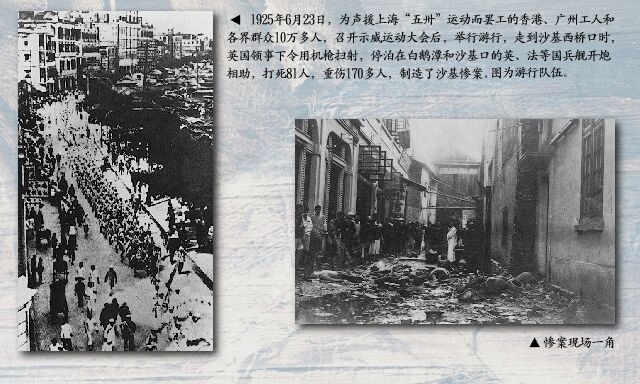 ◀ 1925年6月23日，为声援上海“五卅”运动而罢工的香港、广州工人和
各界群众10万多人，召开示威运动大会后，举行游行，走到沙基西桥口时，
英国领事下令用机枪扫射，停泊在白鹅潭和沙基口的英、法等国兵舰开炮
相助，打死81人，重伤170多人，制造了沙基惨案。图为游行队伍。
▲惨案现场一角